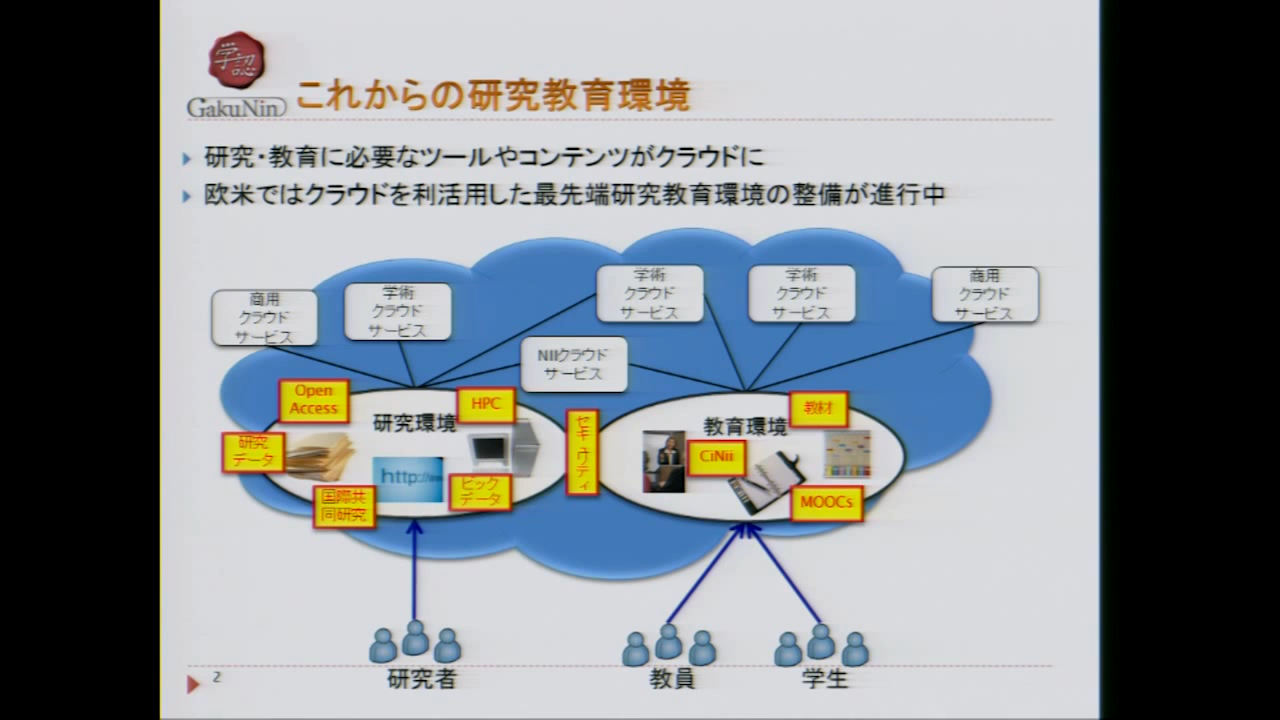 学認
GakuNin
これからの研究教育環境
研究・教育に必要なツールやコンテンツがクラウドに
欧米ではクラウドを利活用した最先端研究教育環境の整備が進行中
商用
クラウド
サービス
学術
クラウド
サービス
学術
クラウド
サービス
学術
クラウド
サービス
商用
クラウド
サービス
NIIクラウド
サービス
Open
Access
研究環境
HPC
研究
データ
http://w
国際共
同研究
ビック
データ
セキュリティ
教育環境
教材
CiNii
MOOCs
研究者
教員
学生
2